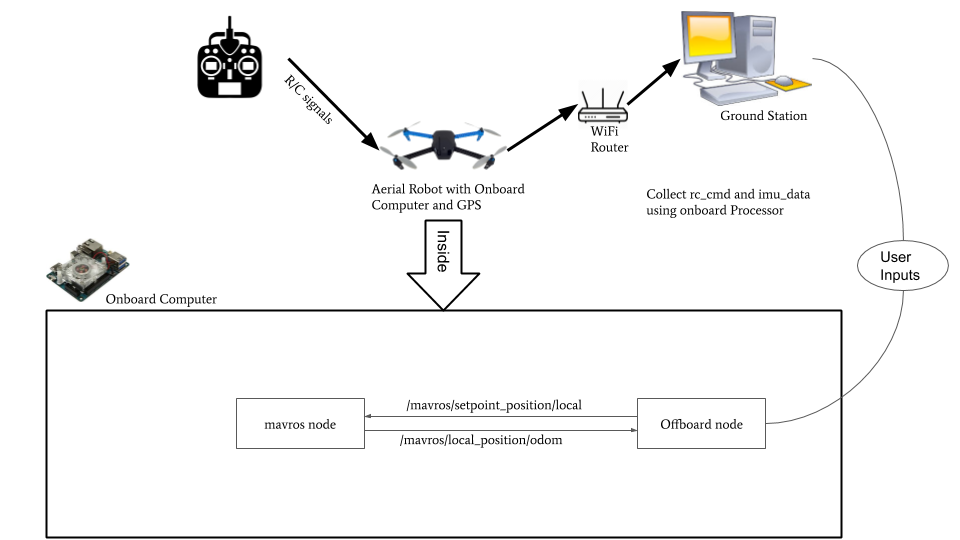 R/C signals
Ground Station
WiFi
Router
Aerial Robot with Onboard
Computer and GPS
Collect rc_cmd and imu_data
using onboard Processor
Inside
User
Inputs
Onboard Computer
/mavros/setpoint_position/local
mavros node
Offboard node
/mavros/local_position/odom